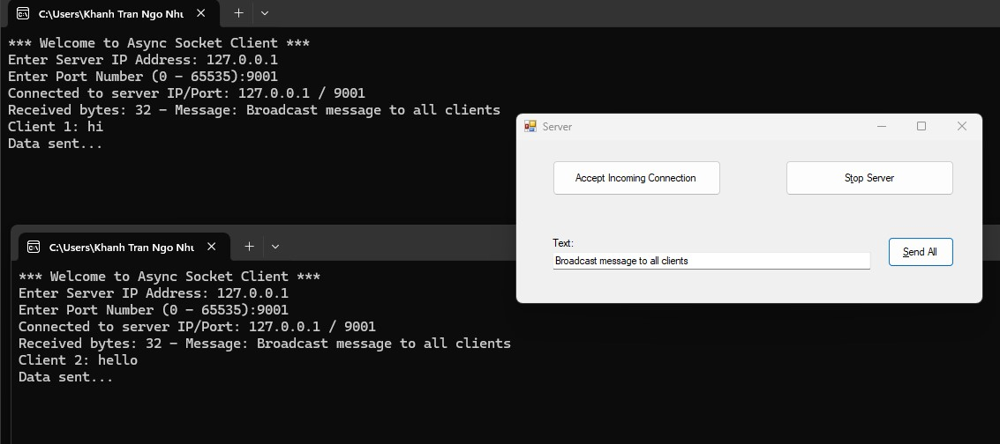 C:\Users\Khanh Tran Ngo Nhu
*** Welcome to Async Socket Client ***
Enter Server IP Address: 127.0.0.1
Enter Port Number (0 - 65535):9001
Connected to server IP/Port: 127.0.0.1 / 9001
Received bytes: 32 - Message: Broadcast message to all clients
Client 1: hi
Data sent...
Server
Accept Incoming Connection
Stop Server
Text:
Broadcast message to all clients
Send All
C:\Users\Khanh Tran Ngo Nhu
*** Welcome to Async Socket Client ***
Enter Server IP Address: 127.0.0.1
Enter Port Number (0 - 65535):9001
Connected to server IP/Port: 127.0.0.1 / 9001
Received bytes: 32 - Message: Broadcast message to all clients
Client 2: hello
Data sent...